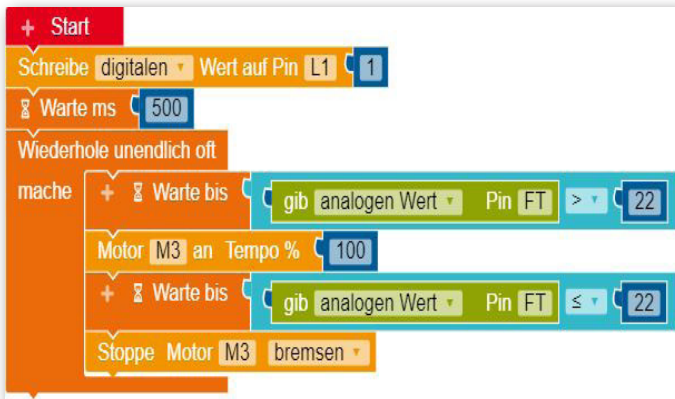 + Start
Schreibe digitalen Wert auf Pin L1 1
Warte ms 500
Wiederhole unendlich oft
mache + Warte bis gib analogen Wert Pin FT > 22
Motor M3 an Tempo % 100
+ Warte bis gib analogen Wert Pin FT ≤ 22
Stoppe Motor M3 bremsen